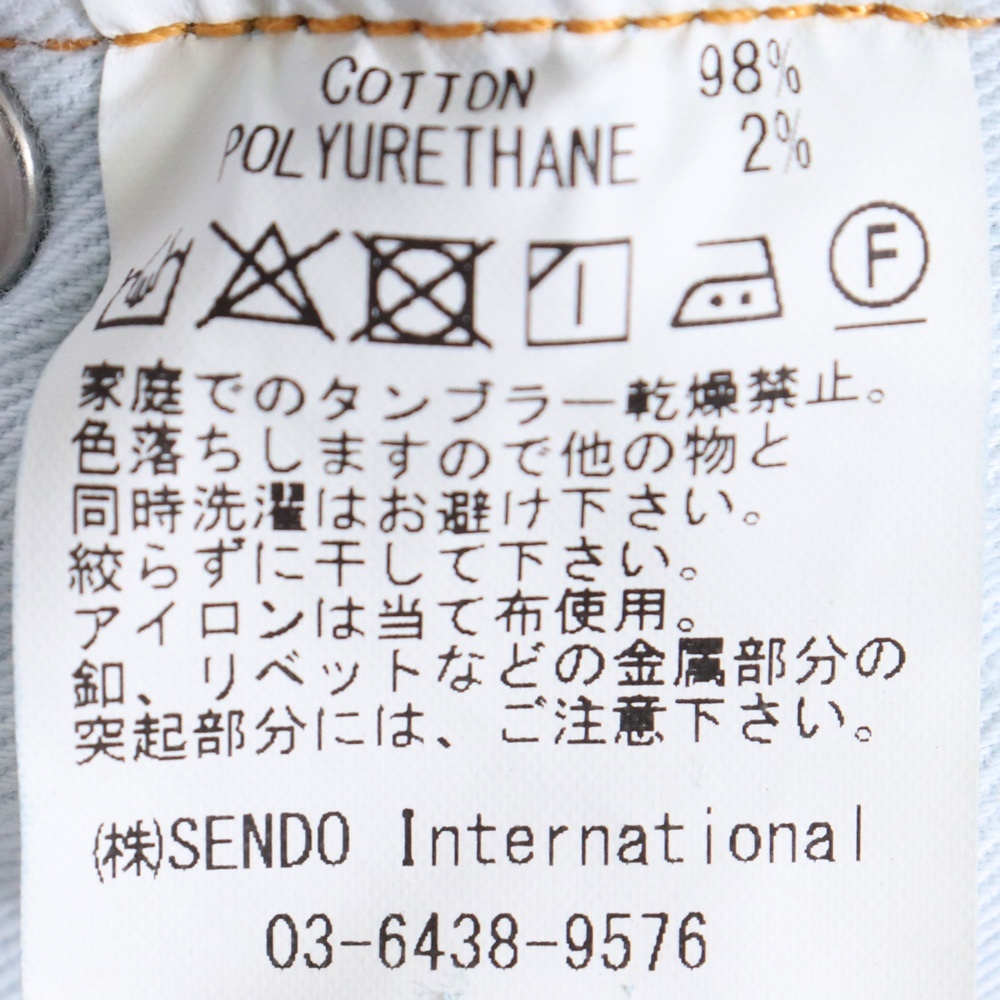 COTTON 98%
POLYURETHANE 2%
F
家庭でのタンブラー乾燥禁止。
色落ちしますので他の物と
同時洗濯はお避け下さい。
絞らずに干して下さい。
アイロンは当て布使用。
釦、リベットなどの金属部分の
突起部分には、ご注意下さい。
(株)SENDO International
03-6438-9576